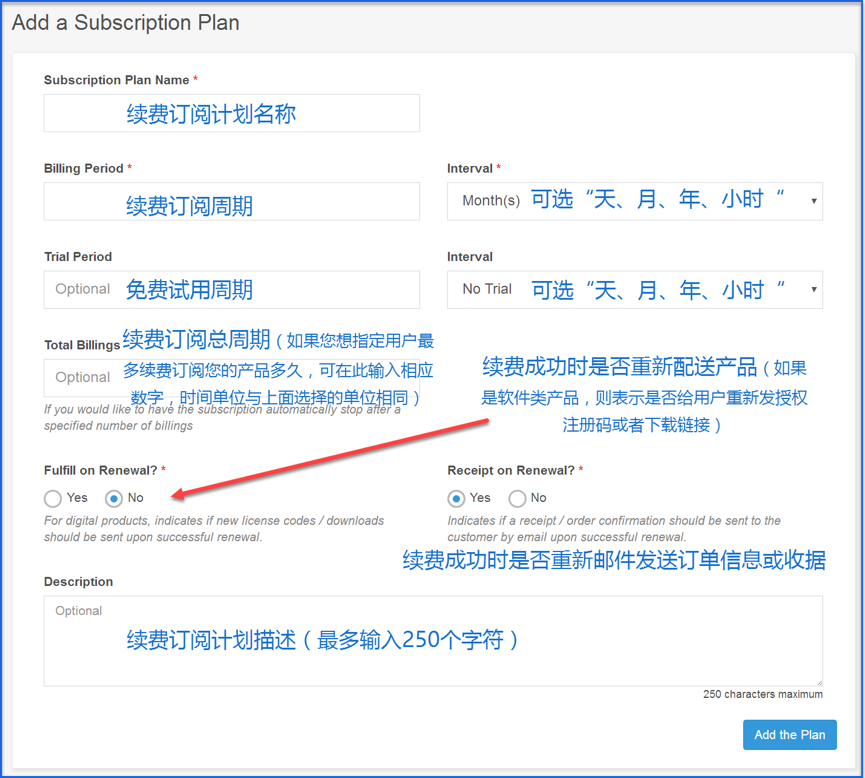 Add a Subscription Plan
Subscription Plan Name *
续费订阅计划名称
Billing Period *
续费订阅周期
Interval *
Month(s) 可选“天、月、年、小时“
Trial Period
Optional 免费试用周期
Interval
No Trial 可选“天、月、年、小时“
Total Billings 续费订阅总周期（如果您想指定用户最
Optional 多续费订阅您的产品多久，可在此输入相应
数字，时间单位与上面选择的单位相同）
If you would like to have the subscription automatically stop after a
specified number of billings
续费成功时是否重新配送产品（如果
是软件类产品，则表示是否给用户重新发授权
注册码或者下载链接）
Fulfill on Renewal? *
Yes No
For digital products, indicates if new license codes / downloads
should be sent upon successful renewal.
Receipt on Renewal? *
Yes No
Indicates if a receipt / order confirmation should be sent to the
customer by email upon successful renewal.
续费成功时是否重新邮件发送订单信息或收据
Description
Optional
续费订阅计划描述（最多输入250个字符）
250 characters maximum
Add the Plan